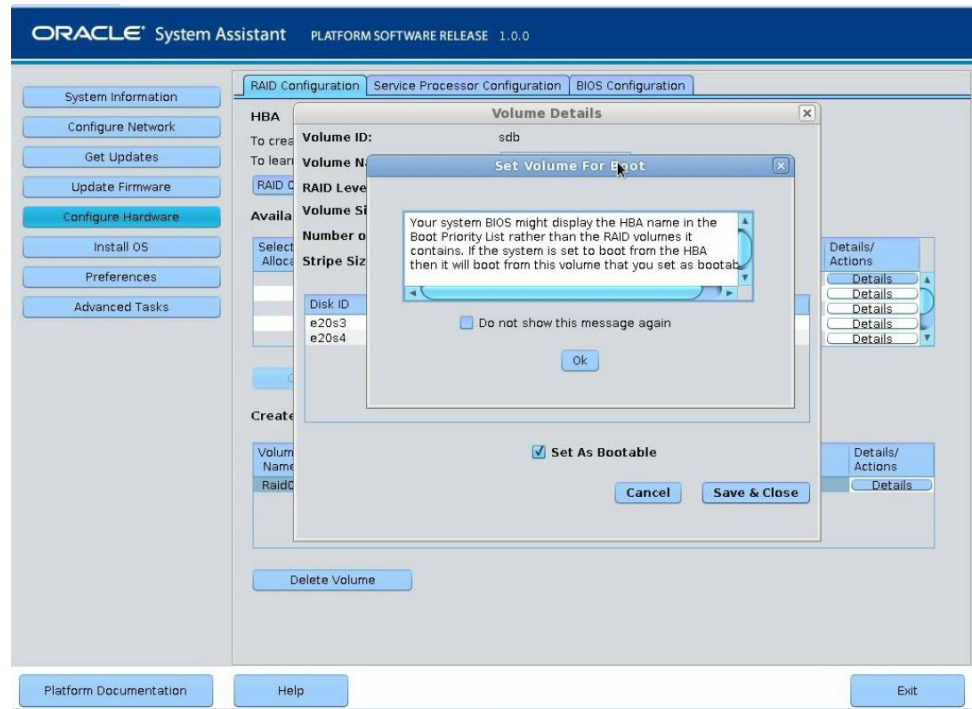 ORACLE System Assistant PLATFORM SOFTWARE RELEASE 1.0.0
System Information
Configure Network
Get Updates
Update Firmware
Configure Hardware
Install OS
Preferences
Advanced Tasks
RAID Configuration Service Processor Configuration BIOS Configuration
HBA
To crea
To learn
RAID C
Availa
Select
Alloca
Details/
Actions
Details
Details
Details
Details
Details
Create
Volum
Name
Details/
Actions
Raid0
Details
Delete Volume
Volume Details
Volume ID: sdb
Volume N
RAID Leve
Volume Si
Number o
Stripe Siz
Disk ID
e20s3
e20s4
Set As Bootable
Cancel Save & Close
Set Volume For Boot
Your system BIOS might display the HBA name in the
Boot Priority List rather than the RAID volumes it
contains. If the system is set to boot from the HBA
then it will boot from this volume that you set as bootab
Do not show this message again
Ok
Platform Documentation Help Exit